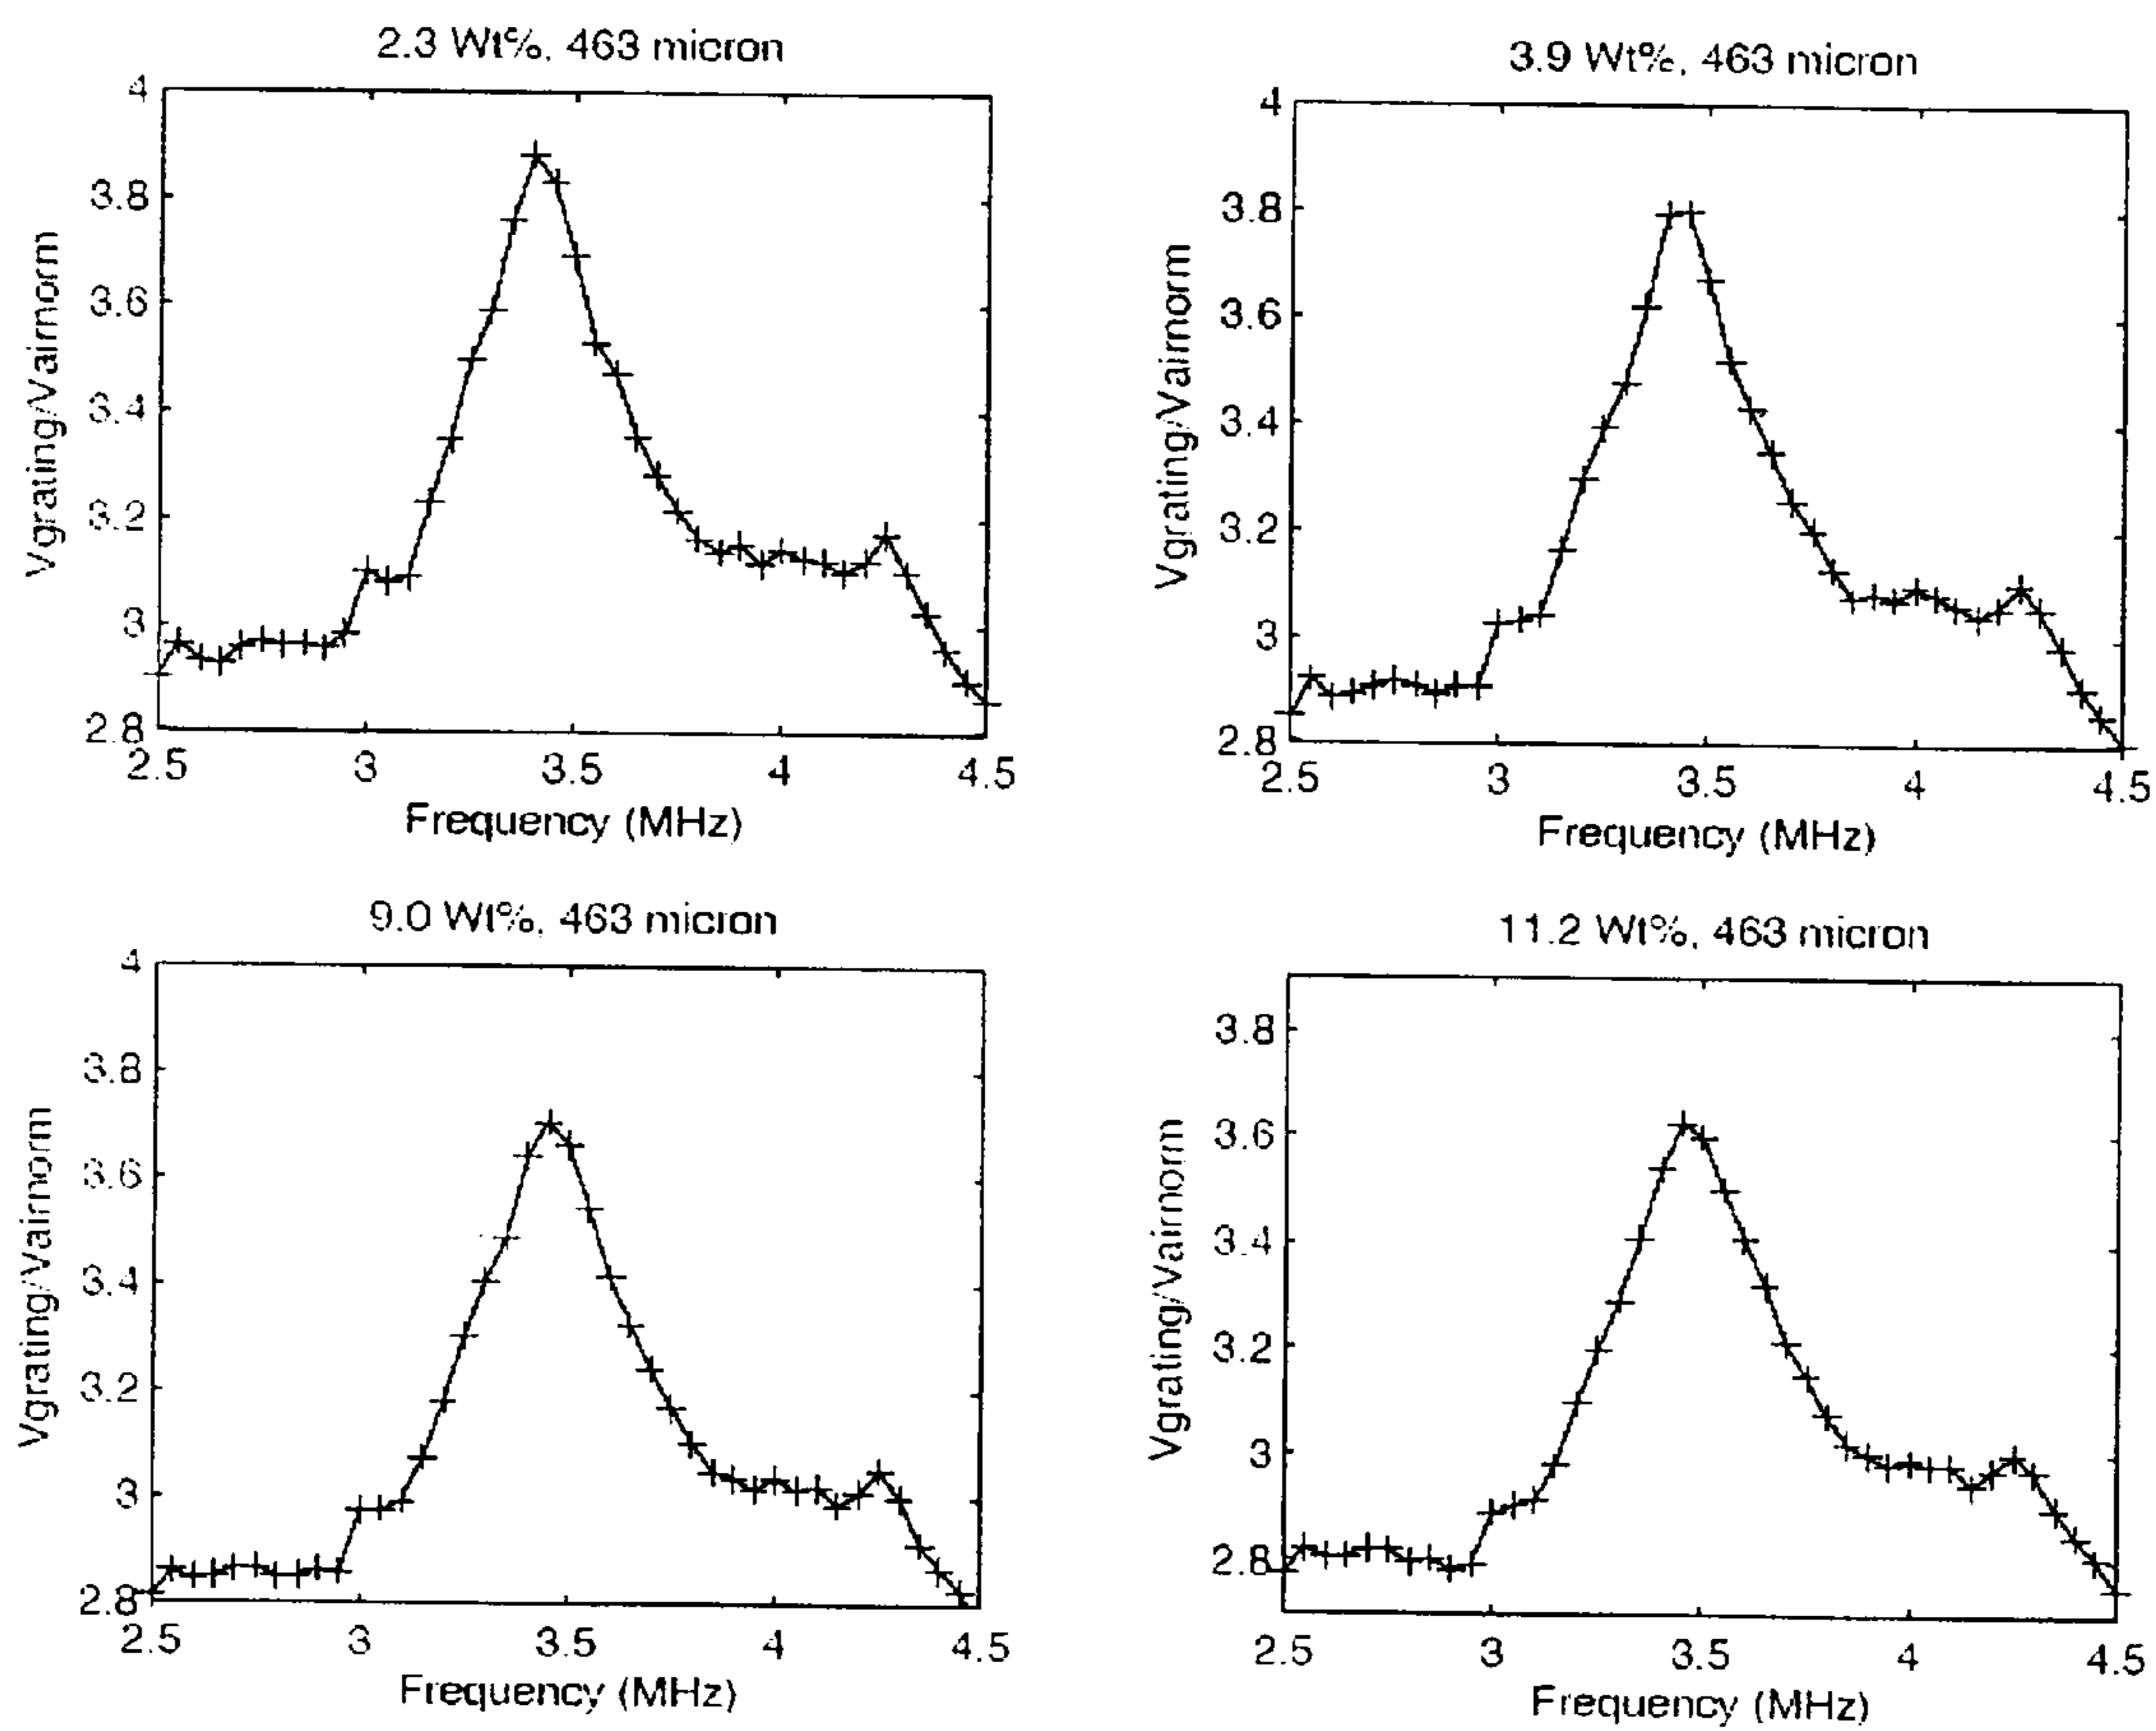 2.3 Wt%, 463 micron
4
3.8
3.6
3.4
3.2
3
2.8
Vgrating/Vairnorm
2.5 3 3.5 4 4.5
Frequency (MHz)
3.9 Wt%, 463 micron
4
3.8
3.6
3.4
3.2
3
2.8
Vgrating/Vairnorm
2.5 3 3.5 4 4.5
Frequency (MHz)
9.0 Wt%, 463 micron
4
3.8
3.6
3.4
3.2
3
2.8
Vgrating/Vairnorm
2.5 3 3.5 4 4.5
Frequency (MHz)
11.2 Wt%, 463 micron
3.8
3.6
3.4
3.2
3
2.8
Vgrating/Vairnorm
2.5 3 3.5 4 4.5
Frequency (MHz)